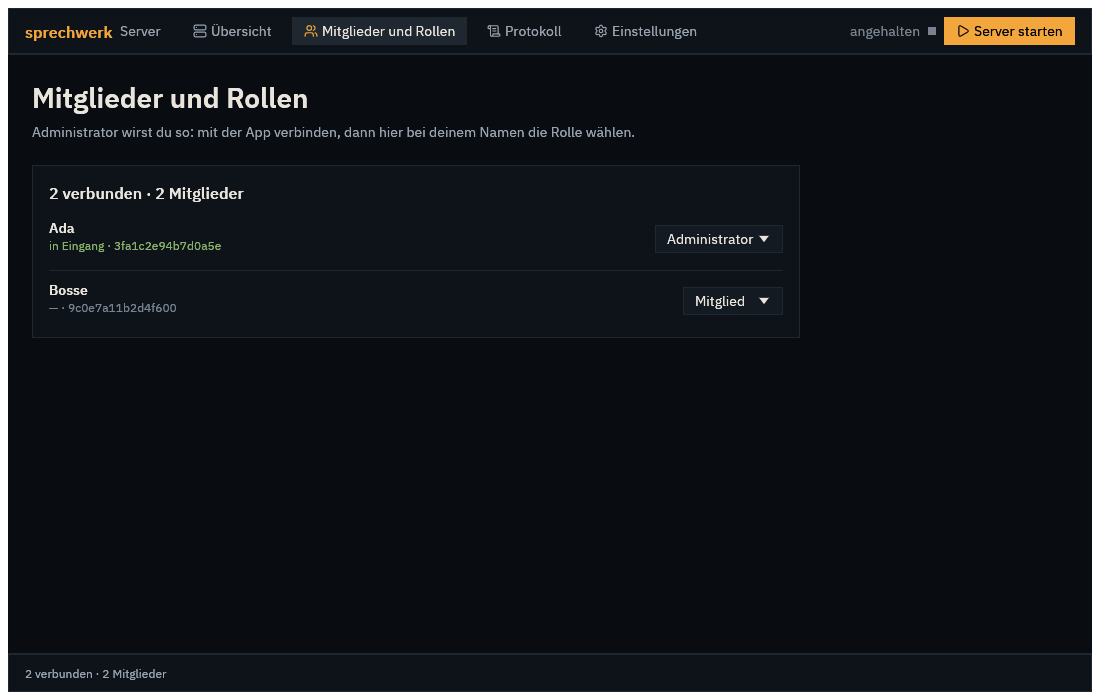 sprechwerk Server Übersicht Mitglieder und Rollen Protokoll Einstellungen angehalten Server starten
Mitglieder und Rollen
Administrator wirst du so: mit der App verbinden, dann hier bei deinem Namen die Rolle wählen.
2 verbunden · 2 Mitglieder
Ada
in Eingang · 3fa1c2e94b7d0a5e
Administrator
Bosse
— · 9c0e7a11b2d4f600
Mitglied
2 verbunden · 2 Mitglieder